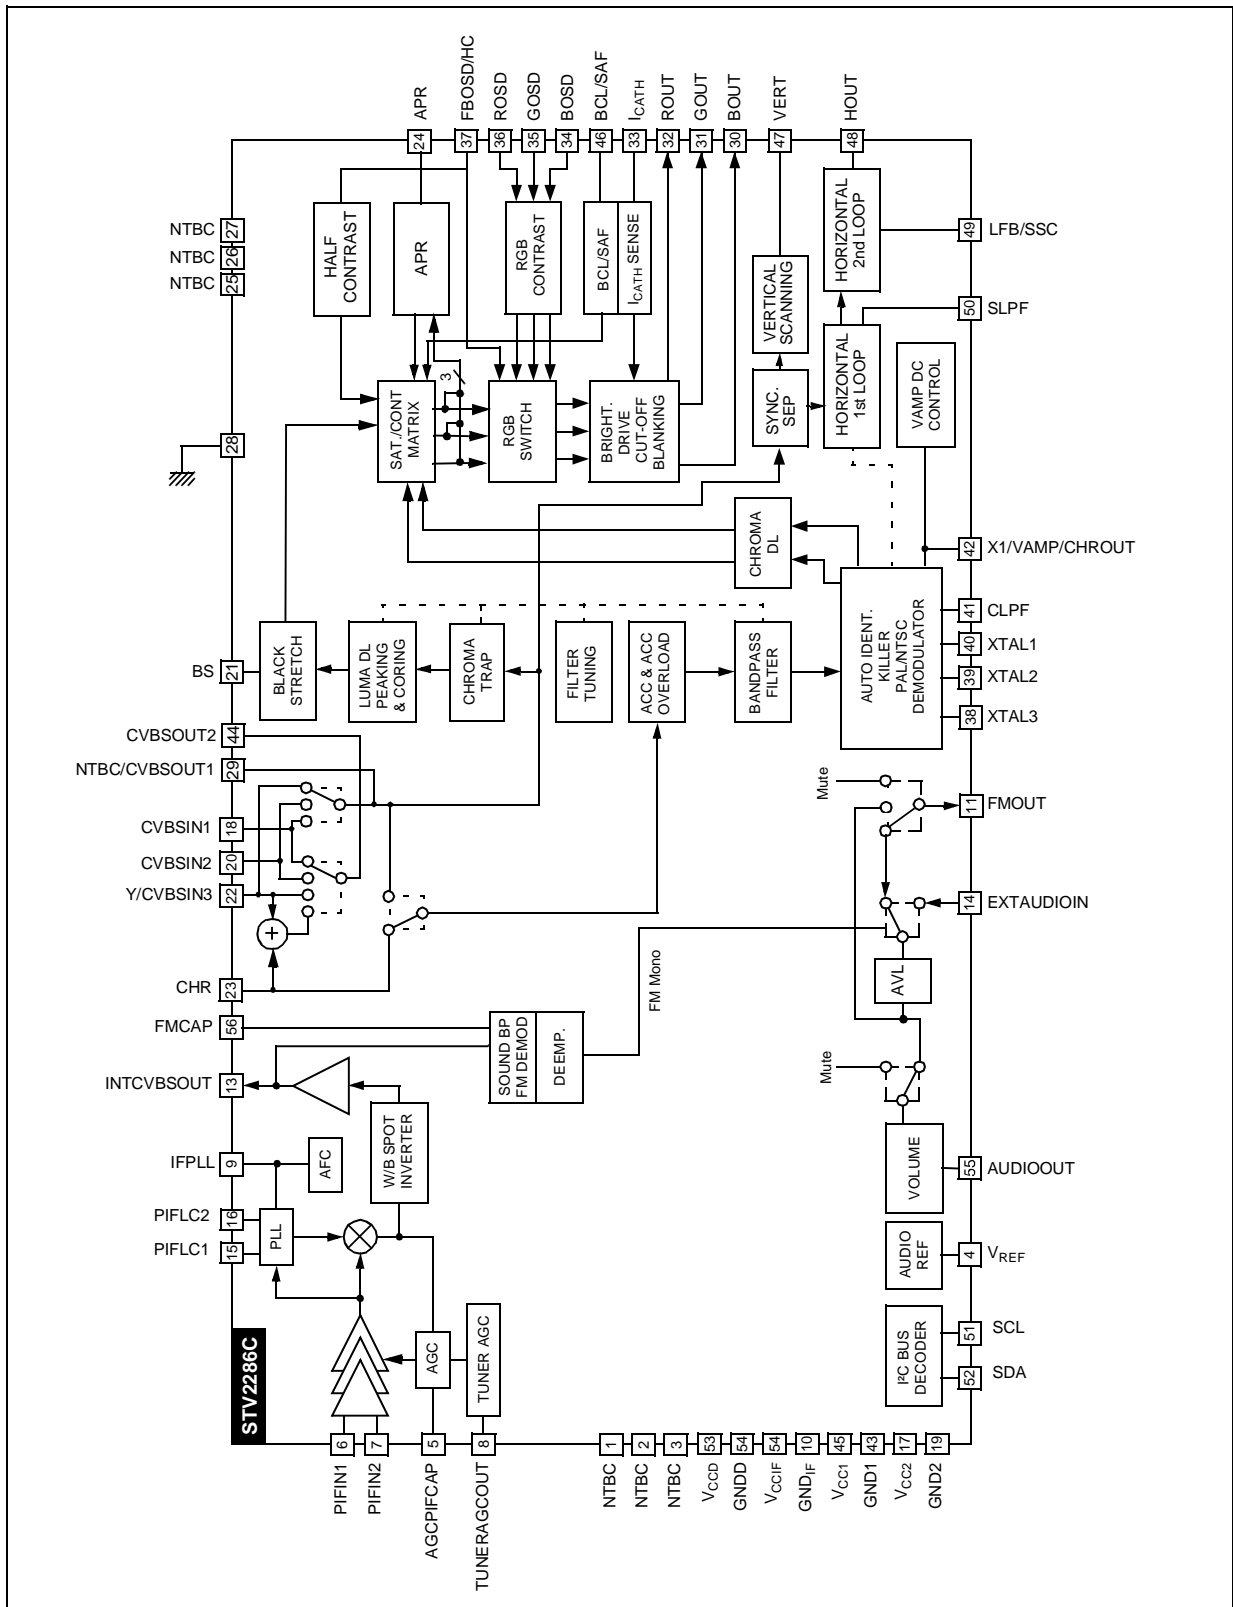 APR
FBOSD/HC
ROSD
GOSD
BOSD
BCL/SAF
ICATH
ROUT
GOUT
BOUT
VERT
HOUT
24
37
36
35
34
46
33
32
31
30
47
48
NTBC
27
NTBC
26
NTBC
25
HALF
CONTRAST
APR
RGB
CONTRAST
BCL/SAF
ICATH SENSE
VERTICAL
SCANNING
HORIZONTAL
2nd LOOP
49
LFB/SSC
50
SLPF
28
3
SAT./CONT
MATRIX
RGB
SWITCH
BRIGHT.
DRIVE
CUT-OFF
BLANKING
SYNC.
SEP
HORIZONTAL
1st LOOP
VAMP DC
CONTROL
CHROMA
DL
42
X1/VAMP/CHROUT
BS
21
BLACK
STRETCH
LUMA DL
PEAKING
& CORING
CHROMA
TRAP
FILTER
TUNING
ACC & ACC
OVERLOAD
BANDPASS
FILTER
AUTO IDENT.
KILLER
PAL/NTSC
DEMODULATOR
41
CLPF
40
XTAL1
39
XTAL2
38
XTAL3
CVBSOUT2
44
NTBC/CVBSOUT1
29
CVBSIN1
18
CVBSIN2
20
Y/CVBSIN3
22
+
CHR
23
Mute
11
FMOUT
14
EXTAUDIOIN
AVL
FM Mono
FMCAP
56
INTCVBSOUT
13
SOUND BP
FM DEMOD
DEEMP.
Mute
IFPLL
9
AFC
W/B SPOT
INVERTER
VOLUME
55
AUDIOOUT
PIFLC2
16
PIFLC1
15
PLL
AUDIO
REF
4
VREF
STV2286C
AGC
TUNER AGC
I²C BUS
DECODER
51
SCL
52
SDA
6
7
5
8
1
2
3
53
54
54
10
45
43
17
19
PIFIN1
PIFIN2
AGCPIFCAP
TUNERAGCOUT
NTBC
NTBC
NTBC
VCCD
GNDD
VCCIF
GNDIF
VCC1
GND1
VCC2
GND2